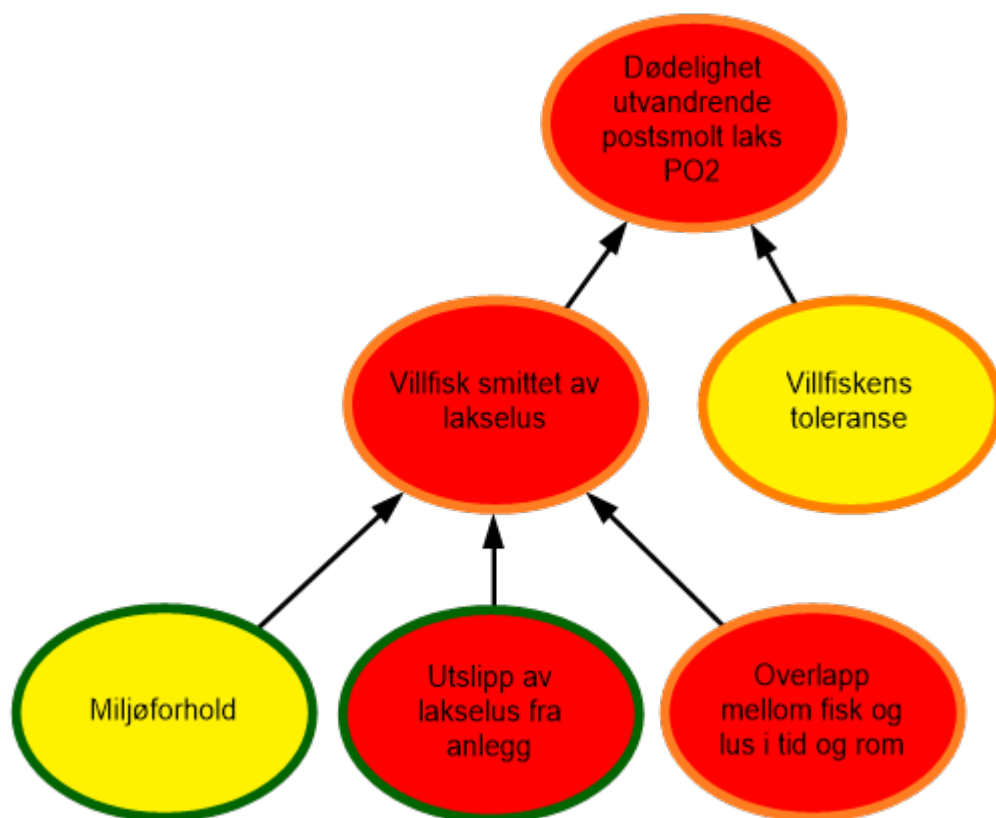 Dødelighet
utvandrende
postsmolt laks
PO2
Villfisk smittet av
lakselus
Villfiskens
toleranse
Miljøforhold
Utslipp av
lakselus fra
anlegg
Overlapp
mellom fisk og
lus i tid og rom